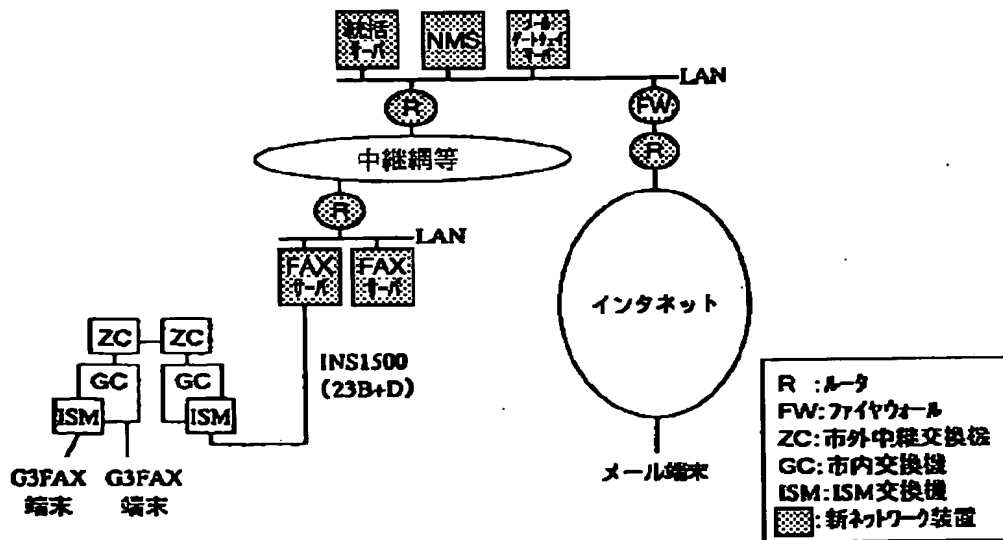 統括
サーバ
NMS
メール
ゲートウェイ
サーバ
LAN
R
FW
中継網等
R
R
LAN
FAX
サーバ
FAX
サーバ
インタネット
ZC
ZC
GC
GC
ISM
ISM
INS1500
(23B+D)
G3FAX
端末
G3FAX
端末
メール端末
R :ルータ
FW:ファイヤウォール
ZC:市外中継交換機
GC:市内交換機
ISM:ISM交換機
:新ネットワーク装置